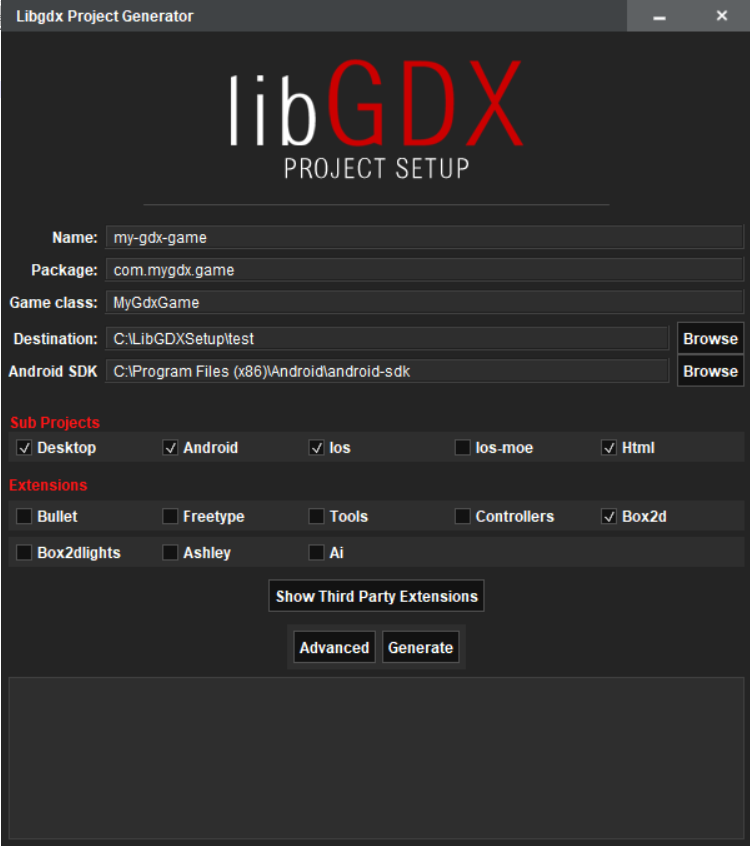 Libgdx Project Generator
libGDX
PROJECT SETUP
Name: my-gdx-game
Package: com.mygdx.game
Game class: MyGdxGame
Destination: C:\LibGDXSetup\test Browse
Android SDK C:\Program Files (x86)\Android\android-sdk Browse
Sub Projects
Desktop Android Ios Ios-moe Html
Extensions
Bullet Freetype Tools Controllers Box2d
Box2dlights Ashley Ai
Show Third Party Extensions
Advanced Generate